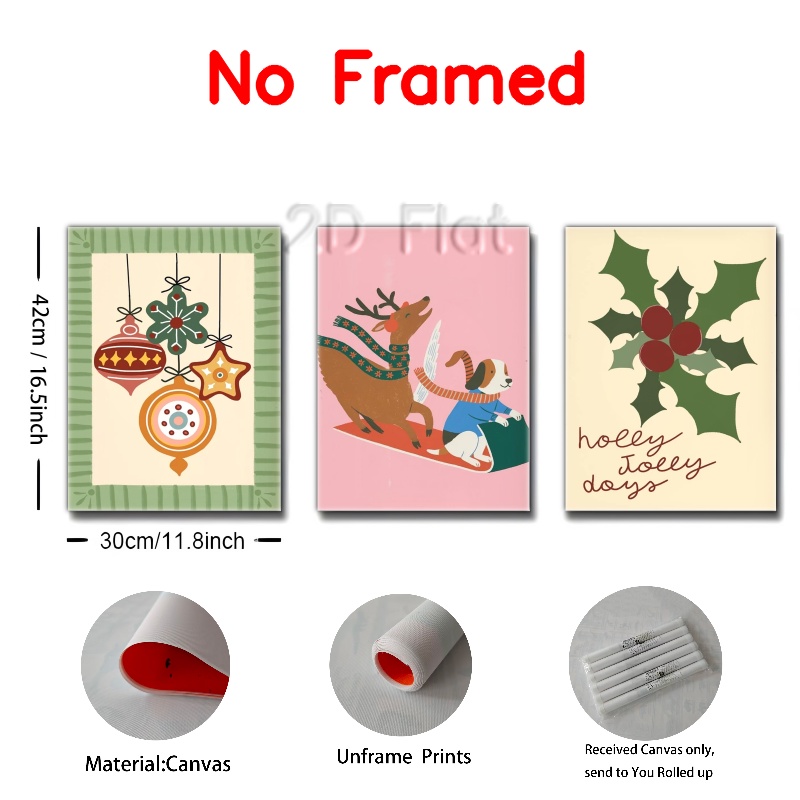 No Framed
2D Flat
42cm / 16.5inch
holly
Jolly
days
30cm/11.8inch
Material:Canvas
Unframe Prints
Received Canvas only,
send to You Rolled up